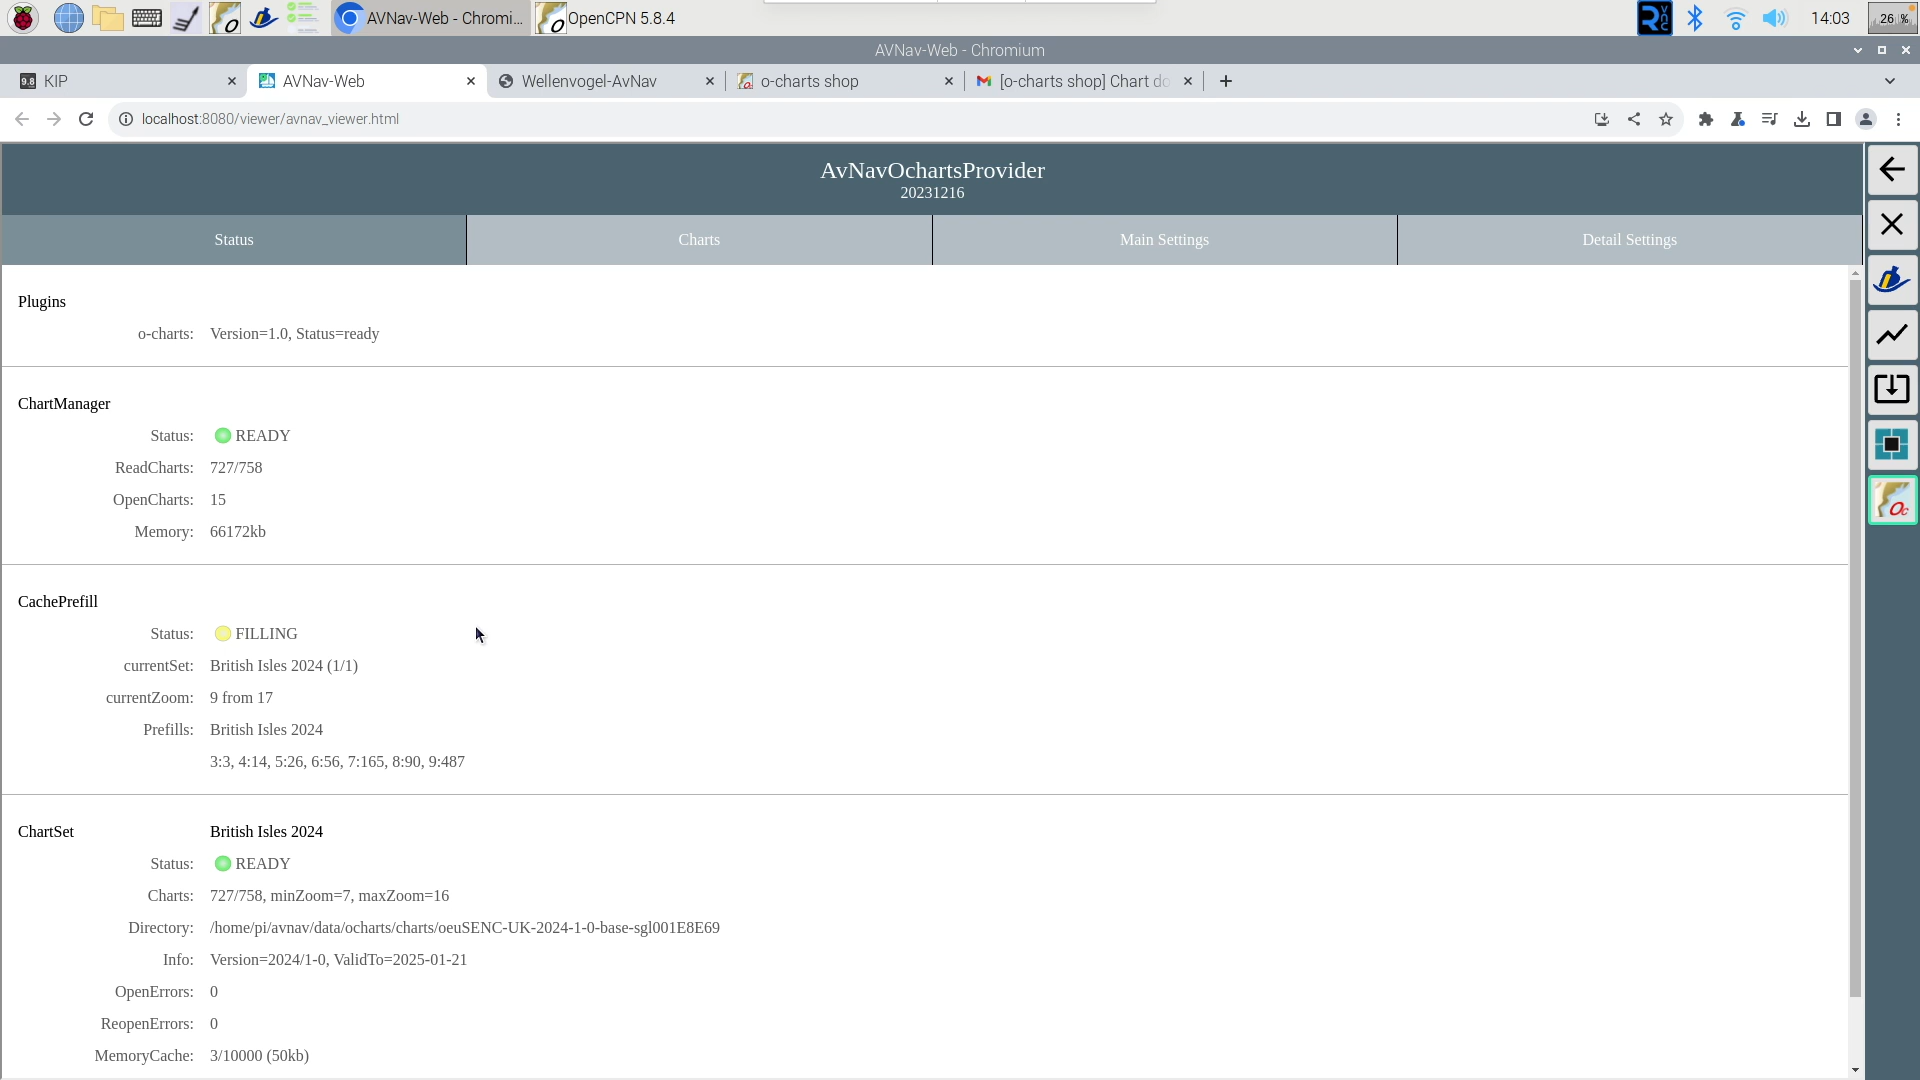 AVNav-Web - Chromi...
OpenCPN 5.8.4
14:03
26 %
AVNav-Web - Chromium
9.8 KIP
AVNav-Web
Wellenvogel-AvNav
o-charts shop
[o-charts shop] Chart do
localhost:8080/viewer/avnav_viewer.html
AvNavOchartsProvider
20231216
Status
Charts
Main Settings
Detail Settings
Plugins
o-charts: Version=1.0, Status=ready
ChartManager
Status: READY
ReadCharts: 727/758
OpenCharts: 15
Memory: 66172kb
CachePrefill
Status: FILLING
currentSet: British Isles 2024 (1/1)
currentZoom: 9 from 17
Prefills: British Isles 2024
3:3, 4:14, 5:26, 6:56, 7:165, 8:90, 9:487
ChartSet British Isles 2024
Status: READY
Charts: 727/758, minZoom=7, maxZoom=16
Directory: /home/pi/avnav/data/ocharts/charts/oeuSENC-UK-2024-1-0-base-sgl001E8E69
Info: Version=2024/1-0, ValidTo=2025-01-21
OpenErrors: 0
ReopenErrors: 0
MemoryCache: 3/10000 (50kb)